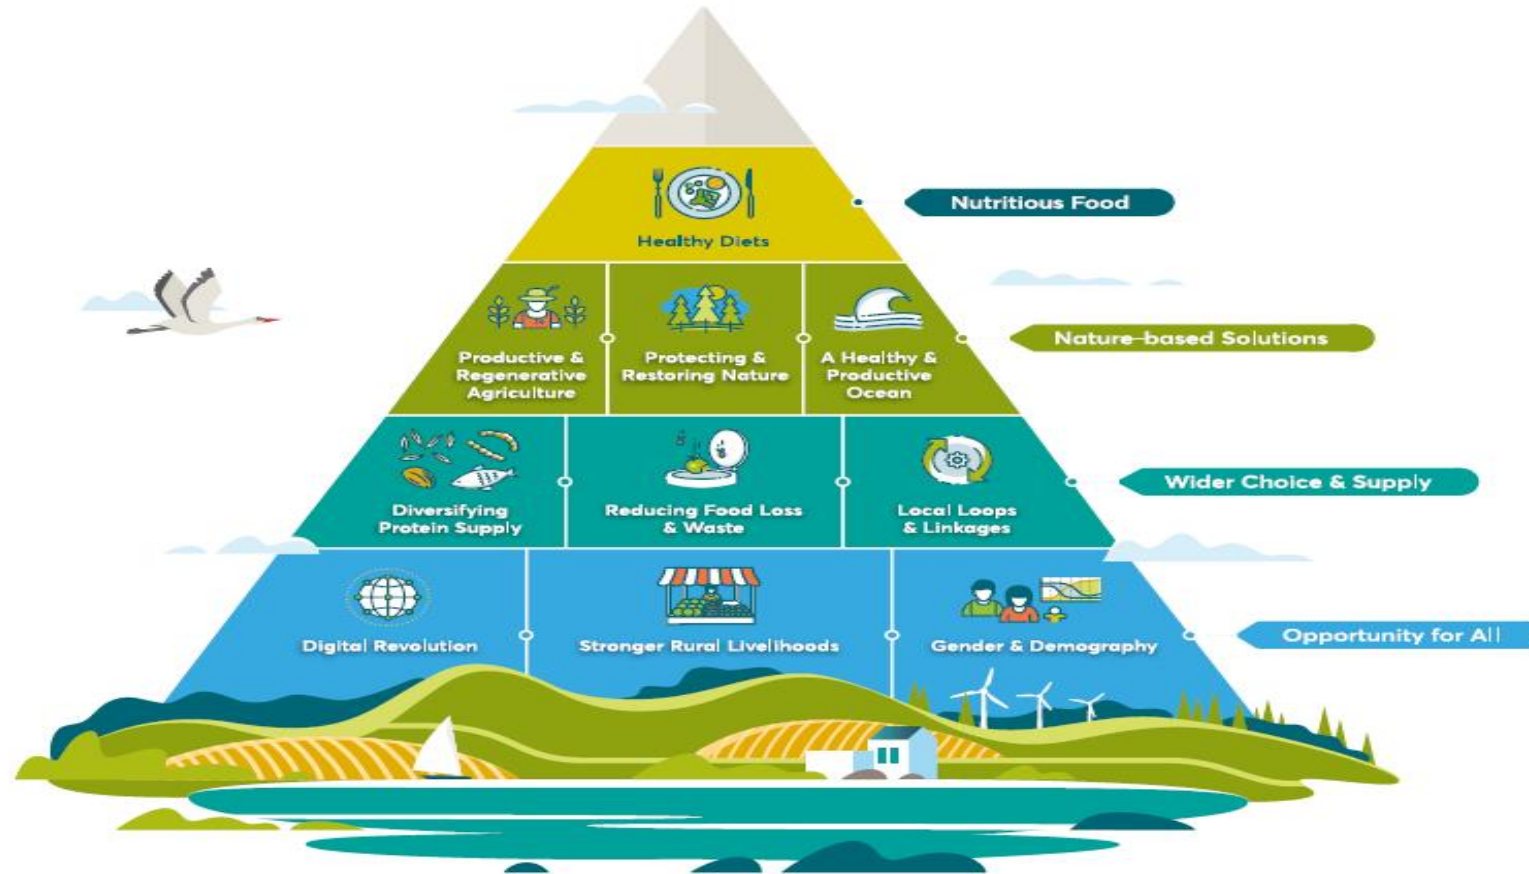 Healthy Diets
Nutritious Food
Productive &
Regenerative
Agriculture
Protecting &
Restoring Nature
A Healthy &
Productive
Ocean
Nature-based Solutions
Diversifying
Protein Supply
Reducing Food Loss
& Waste
Local Loops
& Linkages
Wider Choice & Supply
Digital Revolution
Stronger Rural Livelihoods
Gender & Demography
Opportunity for All